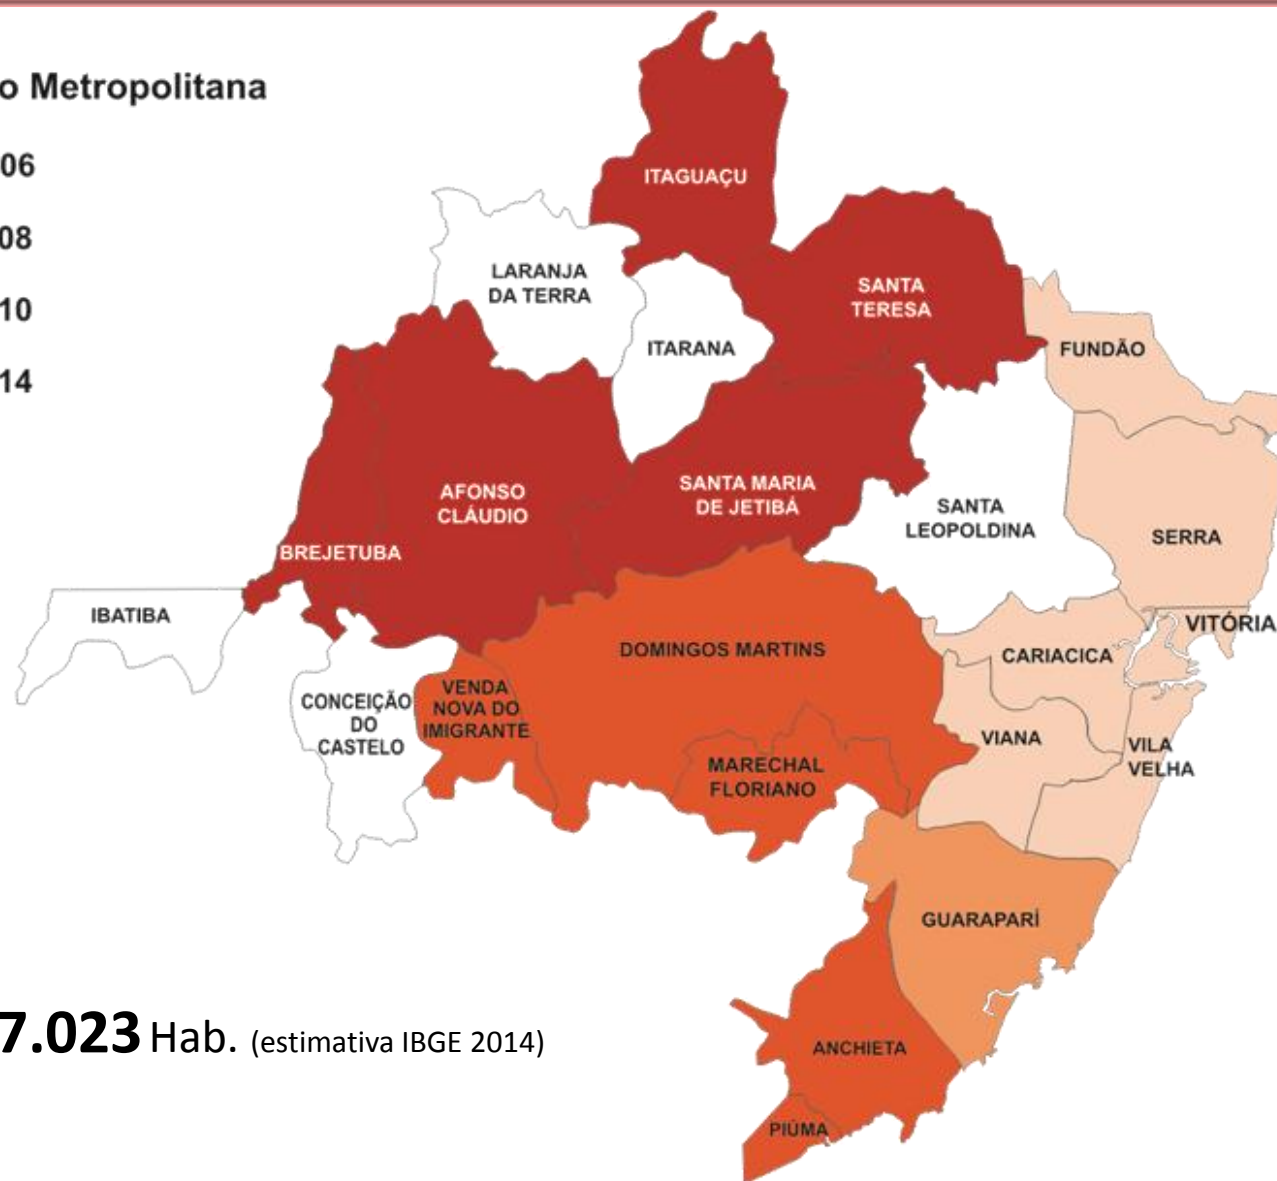 o Metropolitana
06
08
10
14
ITAGUAÇU
LARANJA
DA TERRA
SANTA
TERESA
ITARANA
FUNDÃO
AFONSO
CLÁUDIO
SANTA MARIA
DE JETIBÁ
SANTA
LEOPOLDINA
SERRA
BREJETUBA
IBATIBA
VITÓRIA
DOMINGOS MARTINS
CARIACICA
VENDA
NOVA DO
IMIGRANTE
CONCEIÇÃO
DO
CASTELO
VIANA
VILA
VELHA
MARECHAL
FLORIANO
GUARAPARÍ
7.023 Hab. (estimativa IBGE 2014)
ANCHIETA
PIÚMA